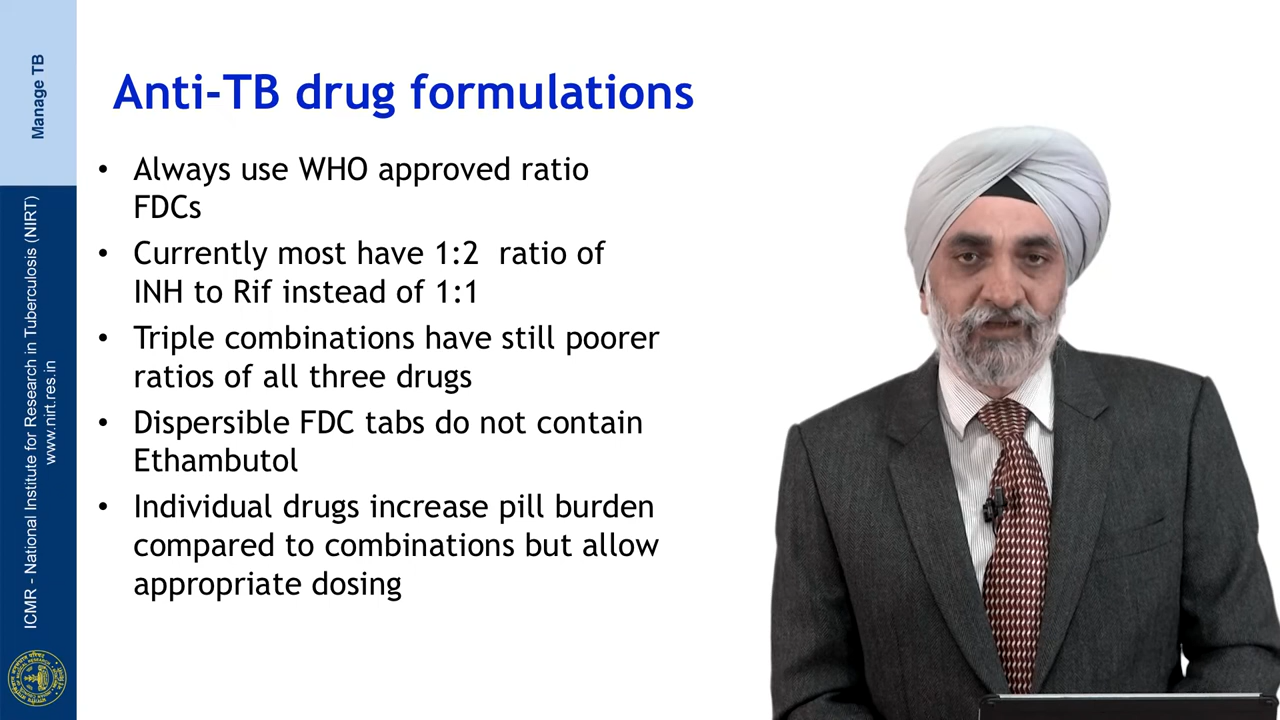 Manage TB
ICMR - National Institute for Research in Tuberculosis (NIRT)
www.nirt.res.in
Anti-TB drug formulations
• Always use WHO approved ratio
FDCs
• Currently most have 1:2 ratio of
INH to Rif instead of 1:1
• Triple combinations have still poorer
ratios of all three drugs
• Dispersible FDC tabs do not contain
Ethambutol
• Individual drugs increase pill burden
compared to combinations but allow
appropriate dosing